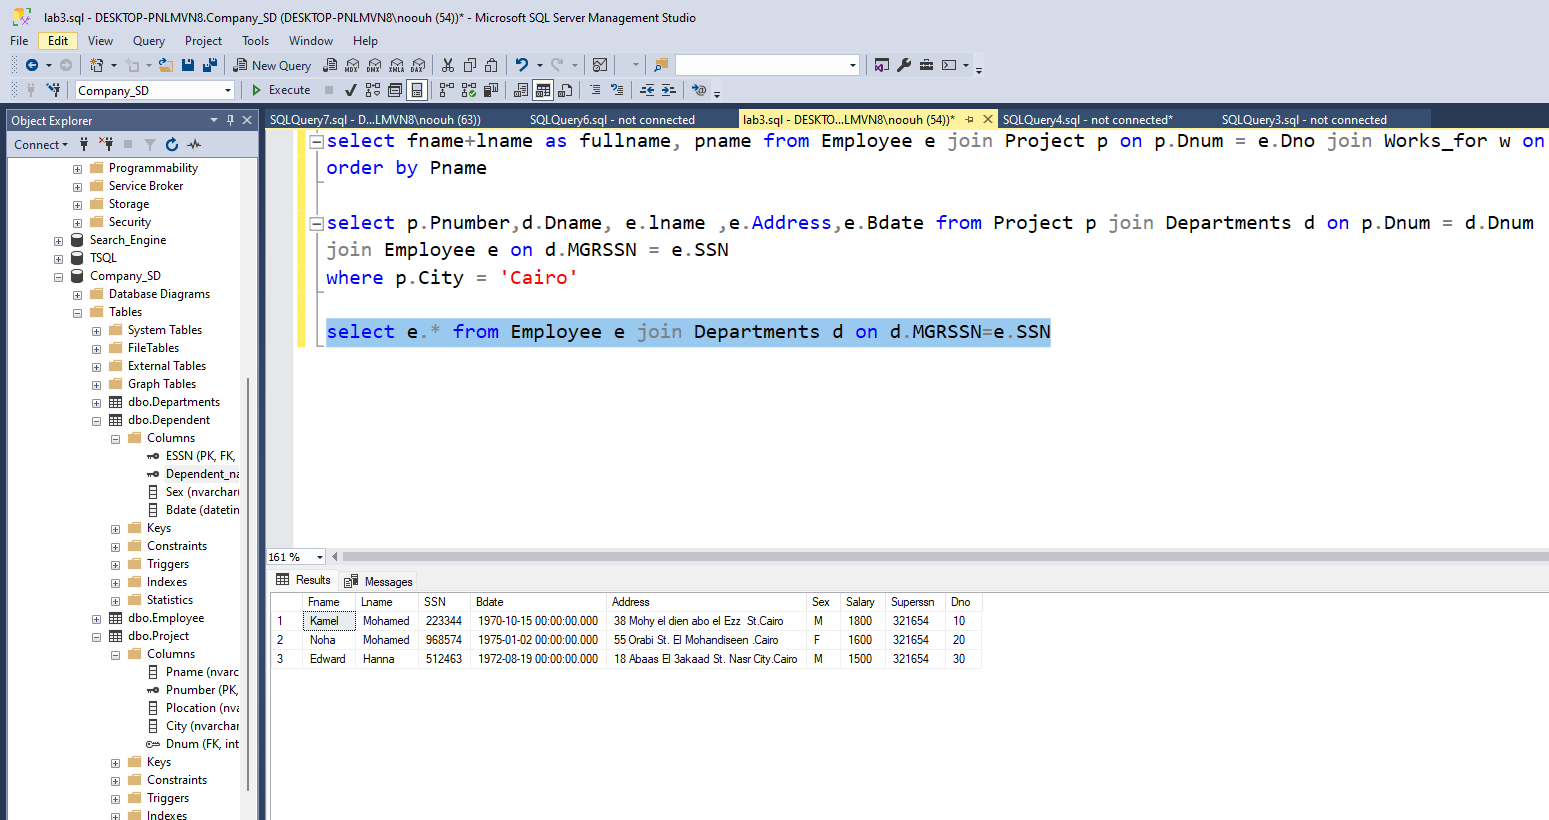 lab3.sql - DESKTOP-PNLMVN8.Company_SD (DESKTOP-PNLMVN8\noouh (54))* - Microsoft SQL Server Management Studio
File Edit View Query Project Tools Window Help
New Query MDX DMX XMLA DAX
Company_SD Execute
Object Explorer
Connect
Programmability
Service Broker
Storage
Security
Search_Engine
TSQL
Company_SD
Database Diagrams
Tables
System Tables
FileTables
External Tables
Graph Tables
dbo.Departments
dbo.Dependent
Columns
ESSN (PK, FK,
Dependent_na
Sex (nvarchar(
Bdate (datetin
Keys
Constraints
Triggers
Indexes
Statistics
dbo.Employee
dbo.Project
Columns
Pname (nvarc
Pnumber (PK,
Plocation (nva
City (nvarchar
Dnum (FK, int
Keys
Constraints
Triggers
Indexes
SQLQuery7.sql - D...LMVN8\noouh (63)) SQLQuery6.sql - not connected lab3.sql - DESKTO...LMVN8\noouh (54))* SQLQuery4.sql - not connected* SQLQuery3.sql - not connected
select fname+lname as fullname, pname from Employee e join Project p on p.Dnum = e.Dno join Works_for w on
order by Pname
select p.Pnumber,d.Dname, e.lname ,e.Address,e.Bdate from Project p join Departments d on p.Dnum = d.Dnum
join Employee e on d.MGRSSN = e.SSN
where p.City = 'Cairo'
select e.* from Employee e join Departments d on d.MGRSSN=e.SSN
161 %
Results Messages
Fname Lname SSN Bdate Address Sex Salary Superssn Dno
1 Kamel Mohamed 223344 1970-10-15 00:00:00.000 38 Mohy el dien abo el Ezz St.Cairo M 1800 321654 10
2 Noha Mohamed 968574 1975-01-02 00:00:00.000 55 Orabi St. El Mohandiseen .Cairo F 1600 321654 20
3 Edward Hanna 512463 1972-08-19 00:00:00.000 18 Abaas El 3akaad St. Nasr City.Cairo M 1500 321654 30